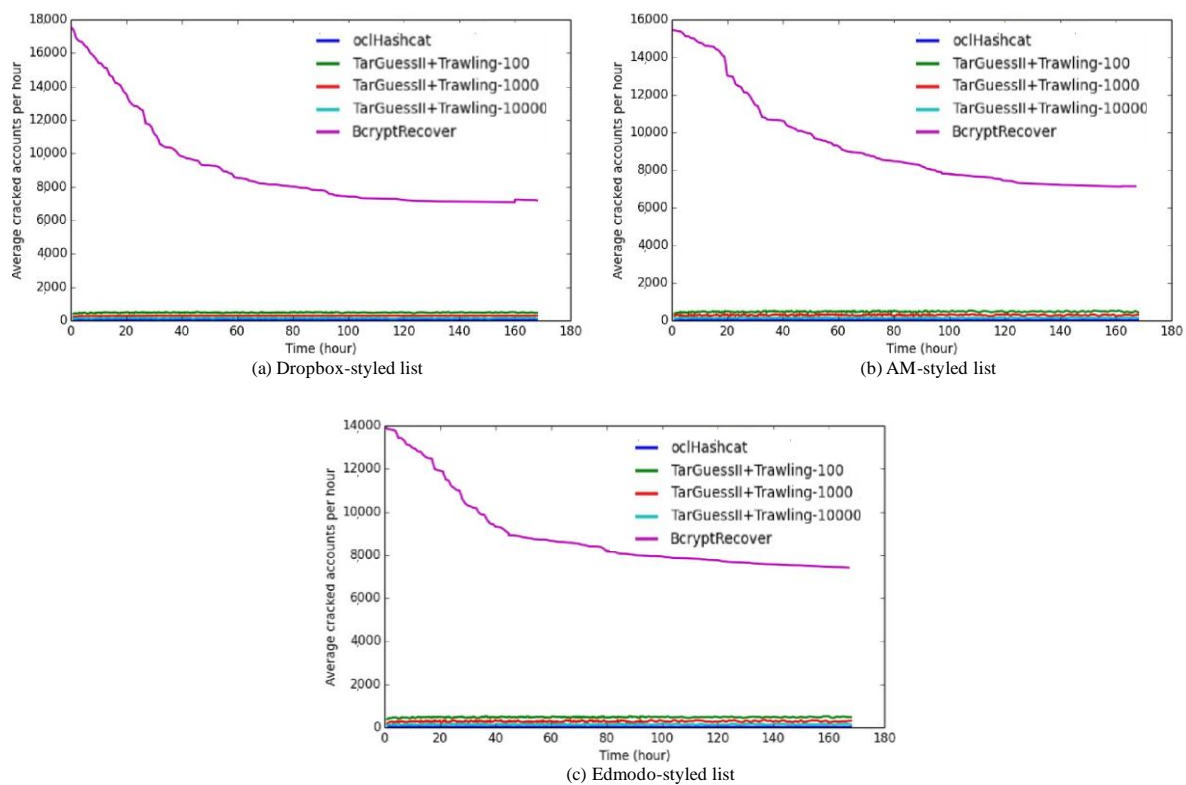 18000
16000
14000
12000
10000
8000
6000
4000
2000
0
Average cracked accounts per hour
oclHashcat
TarGuessII+Trawling-100
TarGuessII+Trawling-1000
TarGuessII+Trawling-10000
BcryptRecover
0 20 40 60 80 100 120 140 160 180
Time (hour)
(a) Dropbox-styled list
16000
14000
12000
10000
8000
6000
4000
2000
0
Average cracked accounts per hour
oclHashcat
TarGuessII+Trawling-100
TarGuessII+Trawling-1000
TarGuessII+Trawling-10000
BcryptRecover
0 20 40 60 80 100 120 140 160 180
Time (hour)
(b) AM-styled list
14000
12000
10000
8000
6000
4000
2000
0
Average cracked accounts per hour
oclHashcat
TarGuessII+Trawling-100
TarGuessII+Trawling-1000
TarGuessII+Trawling-10000
BcryptRecover
0 20 40 60 80 100 120 140 160 180
Time (hour)
(c) Edmodo-styled list